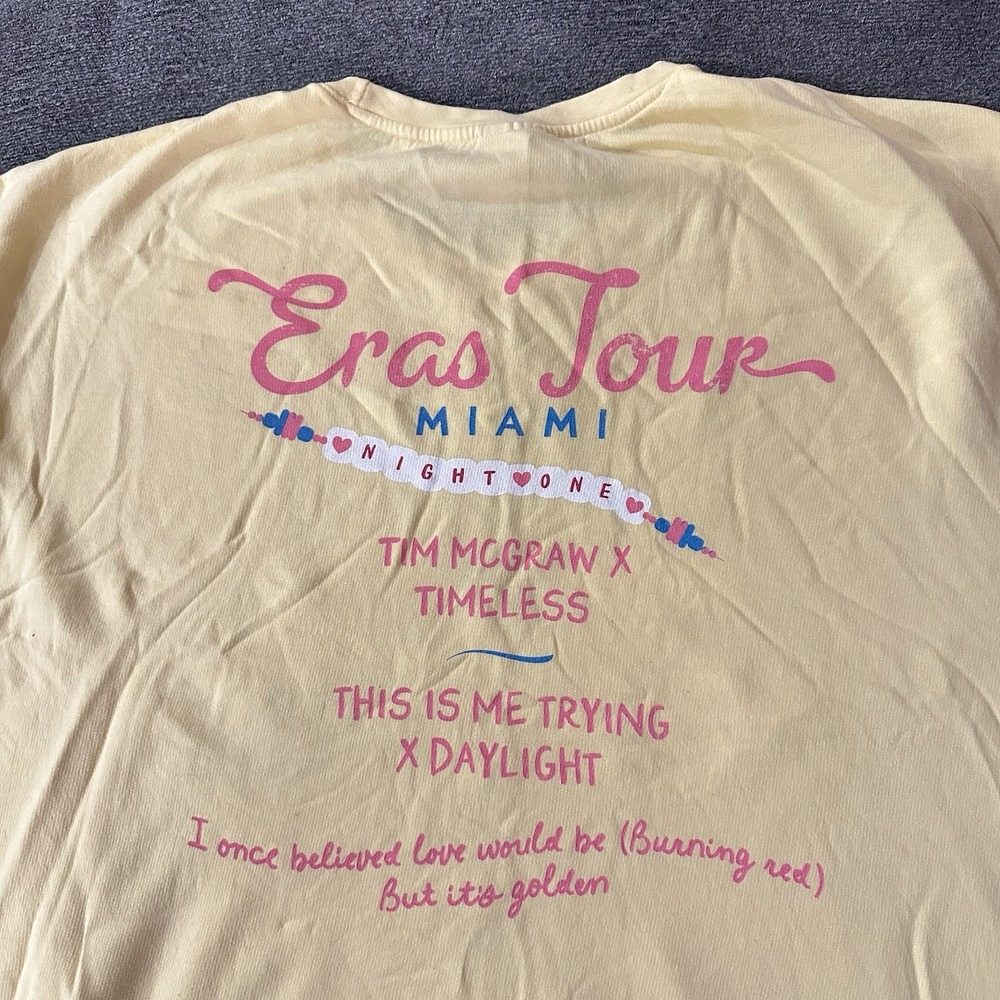 Eras Tour
MIAMI
NIGHT ONE
TIM MCGRAW X
TIMELESS
THIS IS ME TRYING
X DAYLIGHT
I once believed love would be (Burning red)
But it's golden